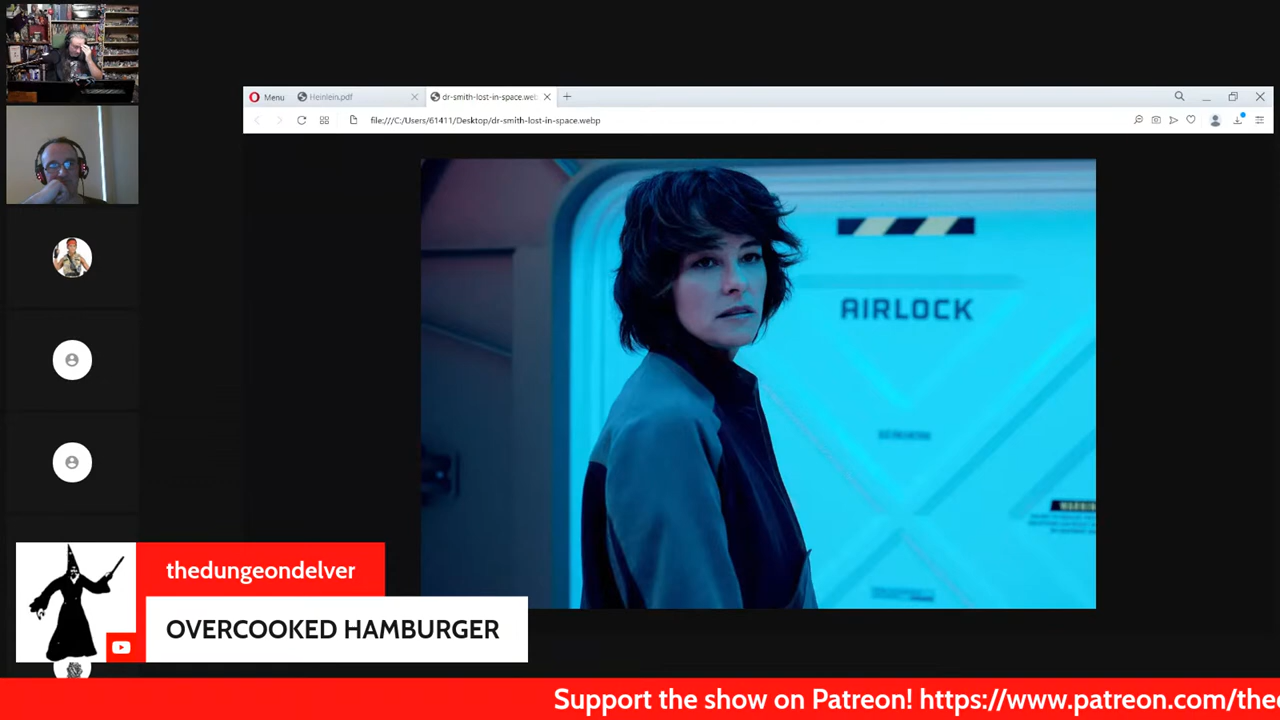 Menu
Heinlein.pdf
dr-smith-lost-in-space.we
file:///C:/Users/61411/Desktop/dr-smith-lost-in-space.webp
AIRLOCK
thedungeondelver
OVERCOOKED HAMBURGER
Support the show on Patreon! https://www.patreon.com/the